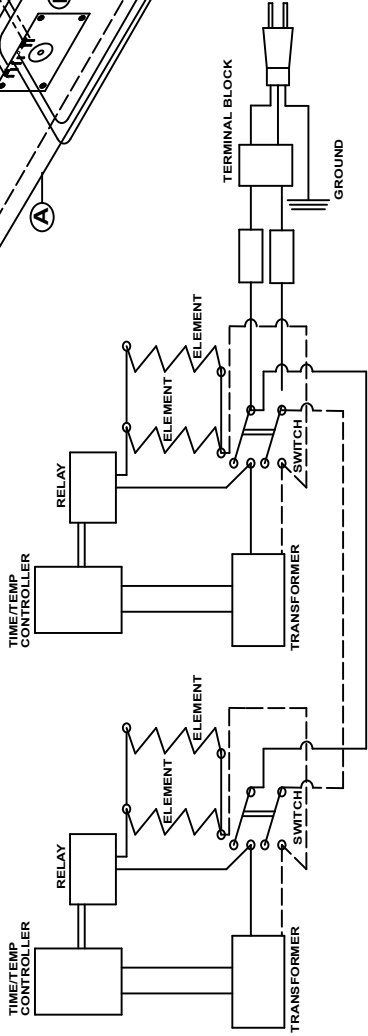 A
TERMINAL BLOCK
GROUND
TIME/TEMP
CONTROLLER
RELAY
ELEMENT
ELEMENT
SWITCH
TRANSFORMER
TIME/TEMP
CONTROLLER
RELAY
ELEMENT
ELEMENT
SWITCH
TRANSFORMER